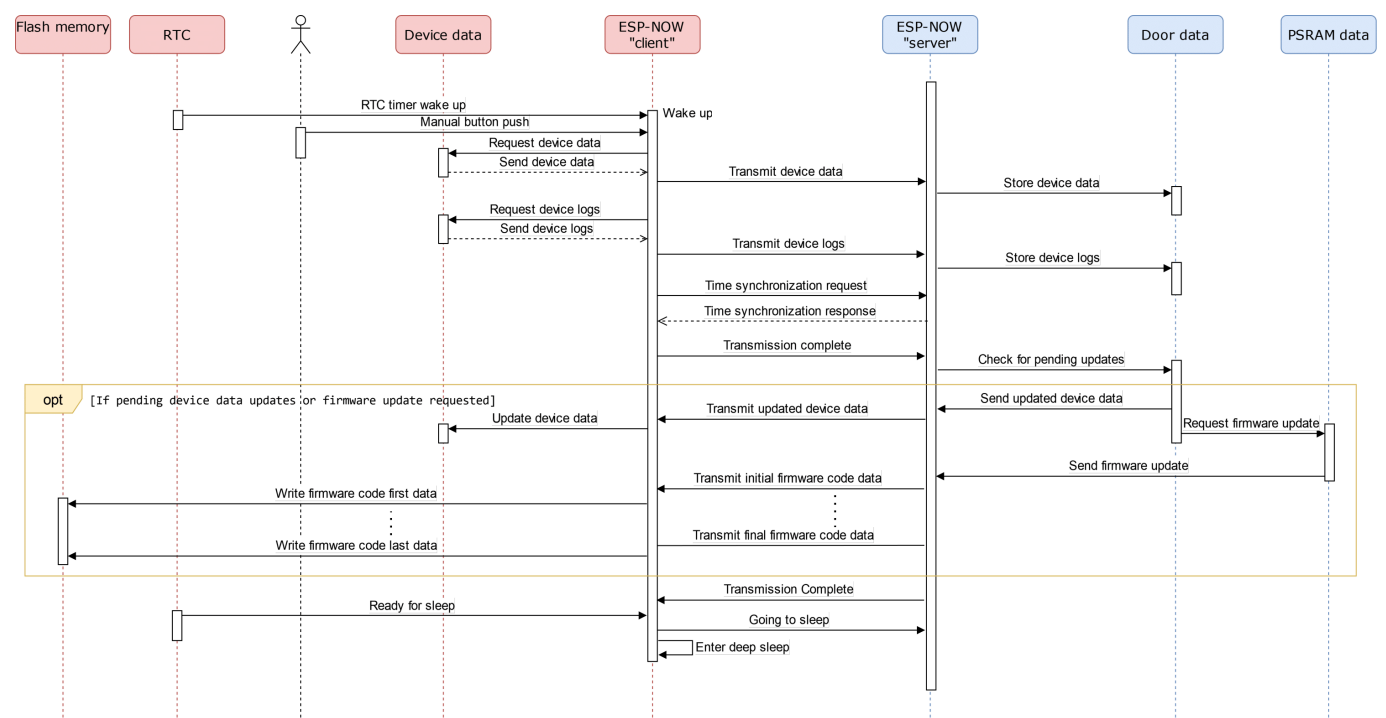 Flash memory
RTC
Device data
ESP-NOW
"client"
ESP-NOW
"server"
Door data
PSRAM data
RTC timer wake up
Wake up
Manual button push
Request device data
Send device data
Transmit device data
Store device data
Request device logs
Send device logs
Transmit device logs
Store device logs
Time synchronization request
Time synchronization response
Transmission complete
Check for pending updates
opt
[If pending device data updates or firmware update requested]
Send updated device data
Transmit updated device data
Update device data
Request firmware update
Send firmware update
Transmit initial firmware code data
Write firmware code first data
Transmit final firmware code data
Write firmware code last data
Transmission Complete
Ready for sleep
Going to sleep
Enter deep sleep